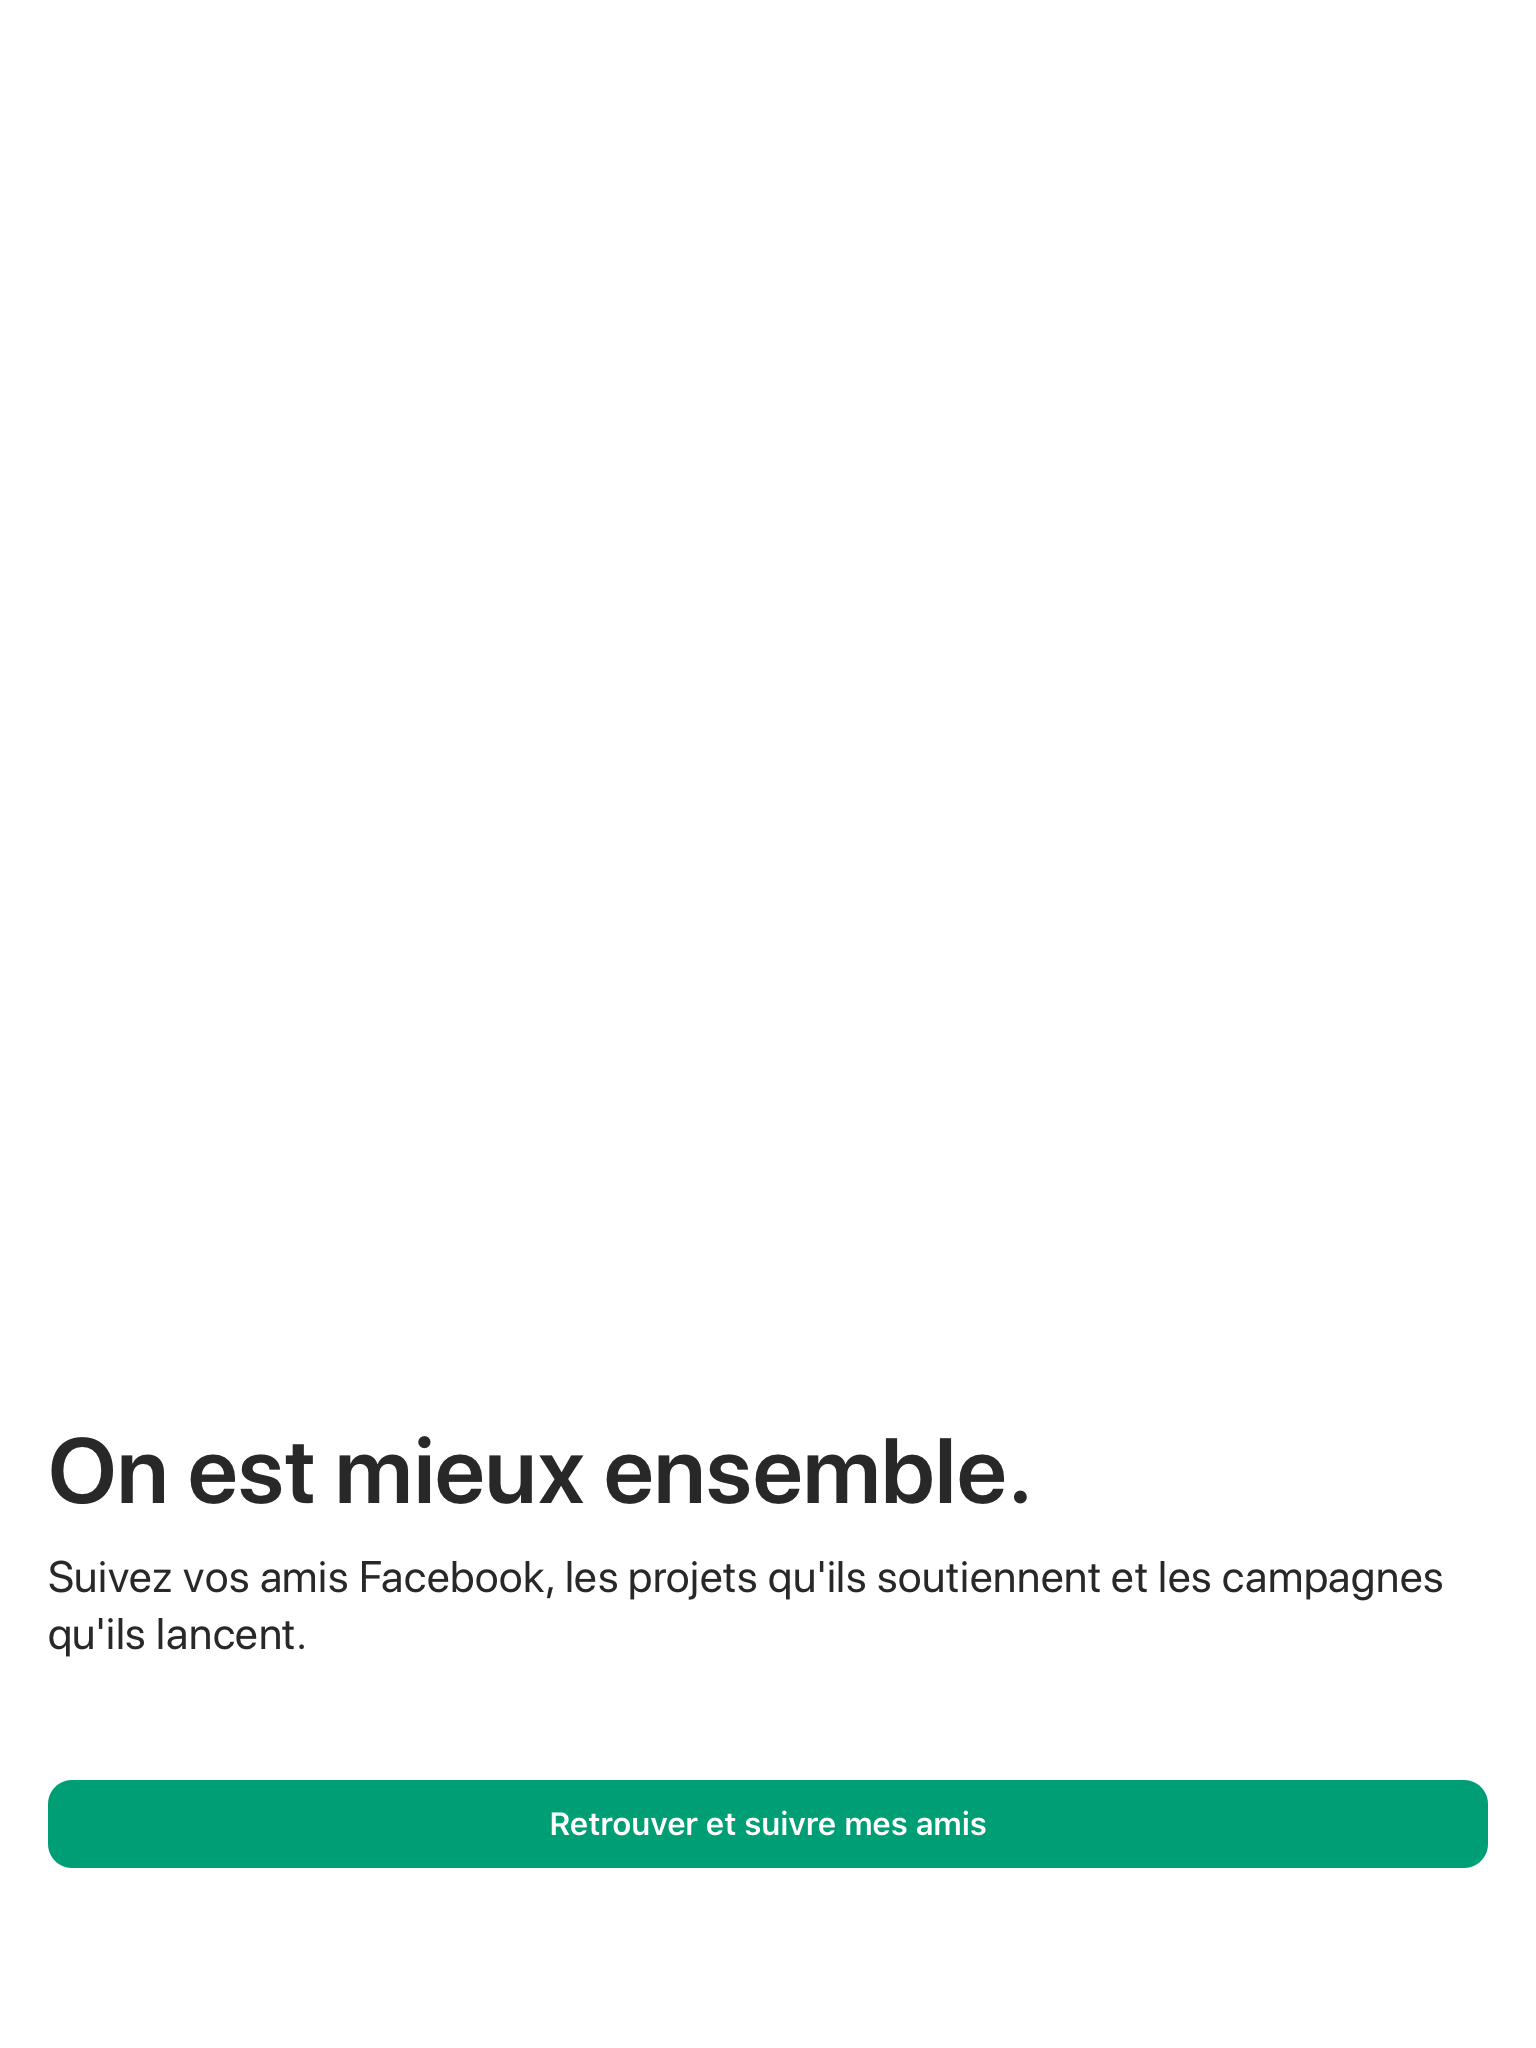 On est mieux ensemble.
Suivez vos amis Facebook, les projets qu'ils soutiennent et les campagnes
qu'ils lancent.
Retrouver et suivre mes amis